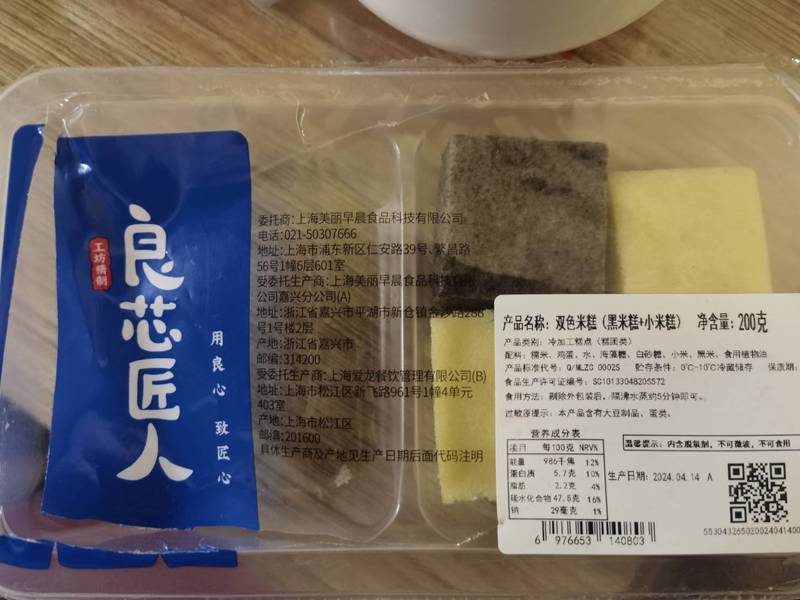 良芯匠人
工坊精制
用良心 致匠心
委托商:上海美丽早晨食品科技有限公司
电话:021-50307666
地址:上海市浦东新区仁安路39号、繁昌路
56号1幢6层601室
受委托生产商:上海美丽早晨食品科技有限
公司嘉兴分公司(A)
地址:浙江省嘉兴市平湖市新仓镇金沙路288
号1号楼2层
产地:浙江省嘉兴市
邮编:314200
受委托生产商:上海爱龙餐饮管理有限公司(B)
地址:上海市松江区新飞路961号1幢4单元
403室
产地:上海市松江区
邮编:201600
具体生产商及产地见生产日期后面代码注明
产品名称: 双色米糕(黑米糕+小米糕) 净含量: 200克
产品类别: 冷加工糕点(糕团类)
配料: 糯米、鸡蛋、水、海藻糖、白砂糖、小米、黑米、食用植物油
产品标准代号: Q/MLZC 0002S 贮存条件: 0℃-10℃冷藏储存 保质期:
食品生产许可证编号: SC10133048205572
食用方法: 剔除外包装后,隔沸水蒸约5分钟即可。
过敏原提示: 本产品含有大豆制品、蛋类。
营养成分表
项目 每100克 NRV%
能量 986千焦 12%
蛋白质 5.7克 10%
脂肪 2.2克 4%
碳水化合物 47.5克 16%
钠 29毫克 1%
温馨提示: 内含脱氧剂,不可微波,不可食用
生产日期: 2024.04.14 A
6 976653 140803